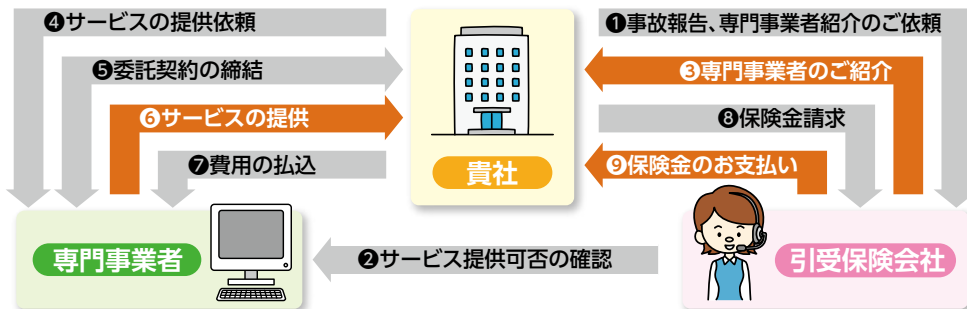 ❹サービスの提供依頼
❶事故報告、専門事業者紹介のご依頼
❺委託契約の締結
❸専門事業者のご紹介
❻サービスの提供
❽保険金請求
❼費用の払込
貴社
❾保険金のお支払い
専門事業者
❷サービス提供可否の確認
引受保険会社